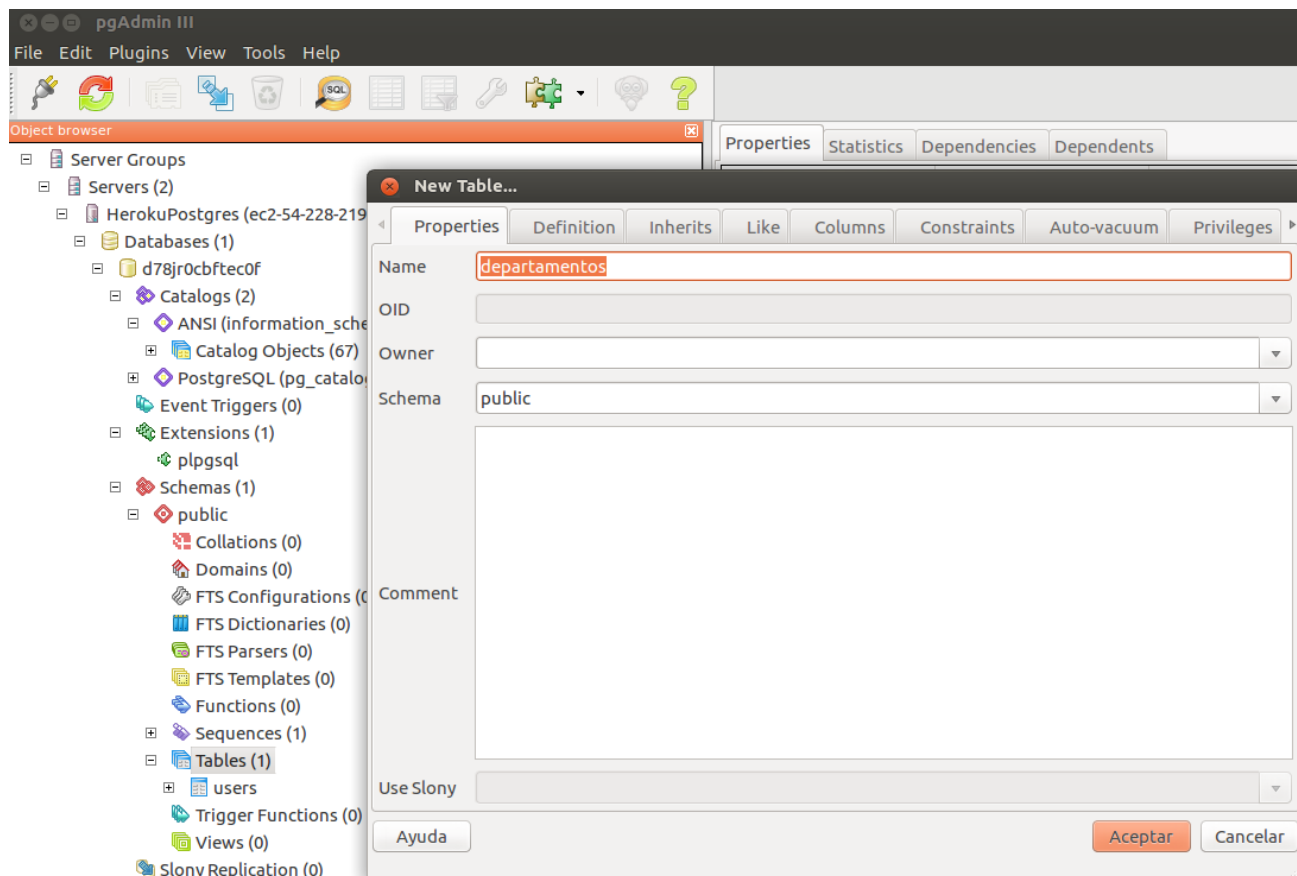 pgAdmin III
File Edit Plugins View Tools Help
SQL
Object browser
Properties Statistics Dependencies Dependents
Server Groups
Servers (2)
HerokuPostgres (ec2-54-228-219
Databases (1)
d78jr0cbftec0f
Catalogs (2)
ANSI (information_sche
Catalog Objects (67)
PostgreSQL (pg_catalo
Event Triggers (0)
Extensions (1)
plpgsql
Schemas (1)
public
Collations (0)
Domains (0)
FTS Configurations (0
FTS Dictionaries (0)
FTS Parsers (0)
FTS Templates (0)
Functions (0)
Sequences (1)
Tables (1)
users
Trigger Functions (0)
Views (0)
Slony Replication (0)
New Table...
Properties Definition Inherits Like Columns Constraints Auto-vacuum Privileges
Name departamentos
OID
Owner
Schema public
Comment
Use Slony
Ayuda Aceptar Cancelar